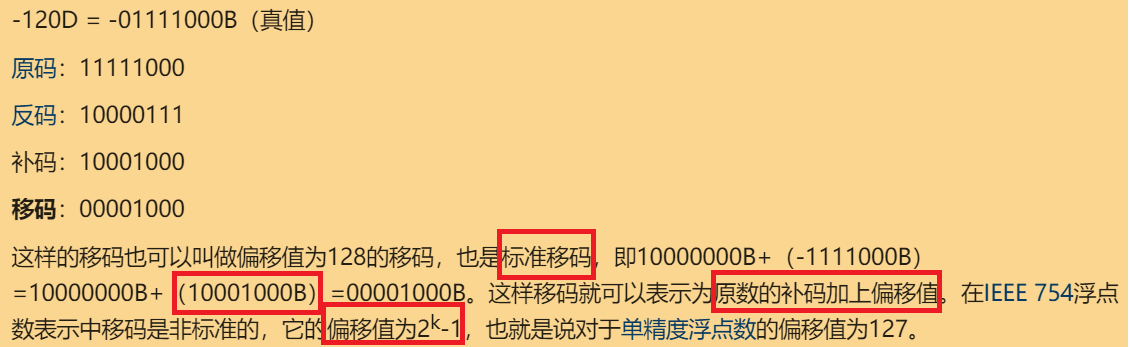 -120D = -01111000B（真值）
原码：11111000
反码：10000111
补码：10001000
移码：00001000
这样的移码也可以叫做偏移值为128的移码，也是标准移码，即10000000B+（-1111000B）
=10000000B+（10001000B）=00001000B。这样移码就可以表示为原数的补码加上偏移值。在IEEE 754浮点
数表示中移码是非标准的，它的偏移值为2ᵏ-1，也就是说对于单精度浮点数的偏移值为127。